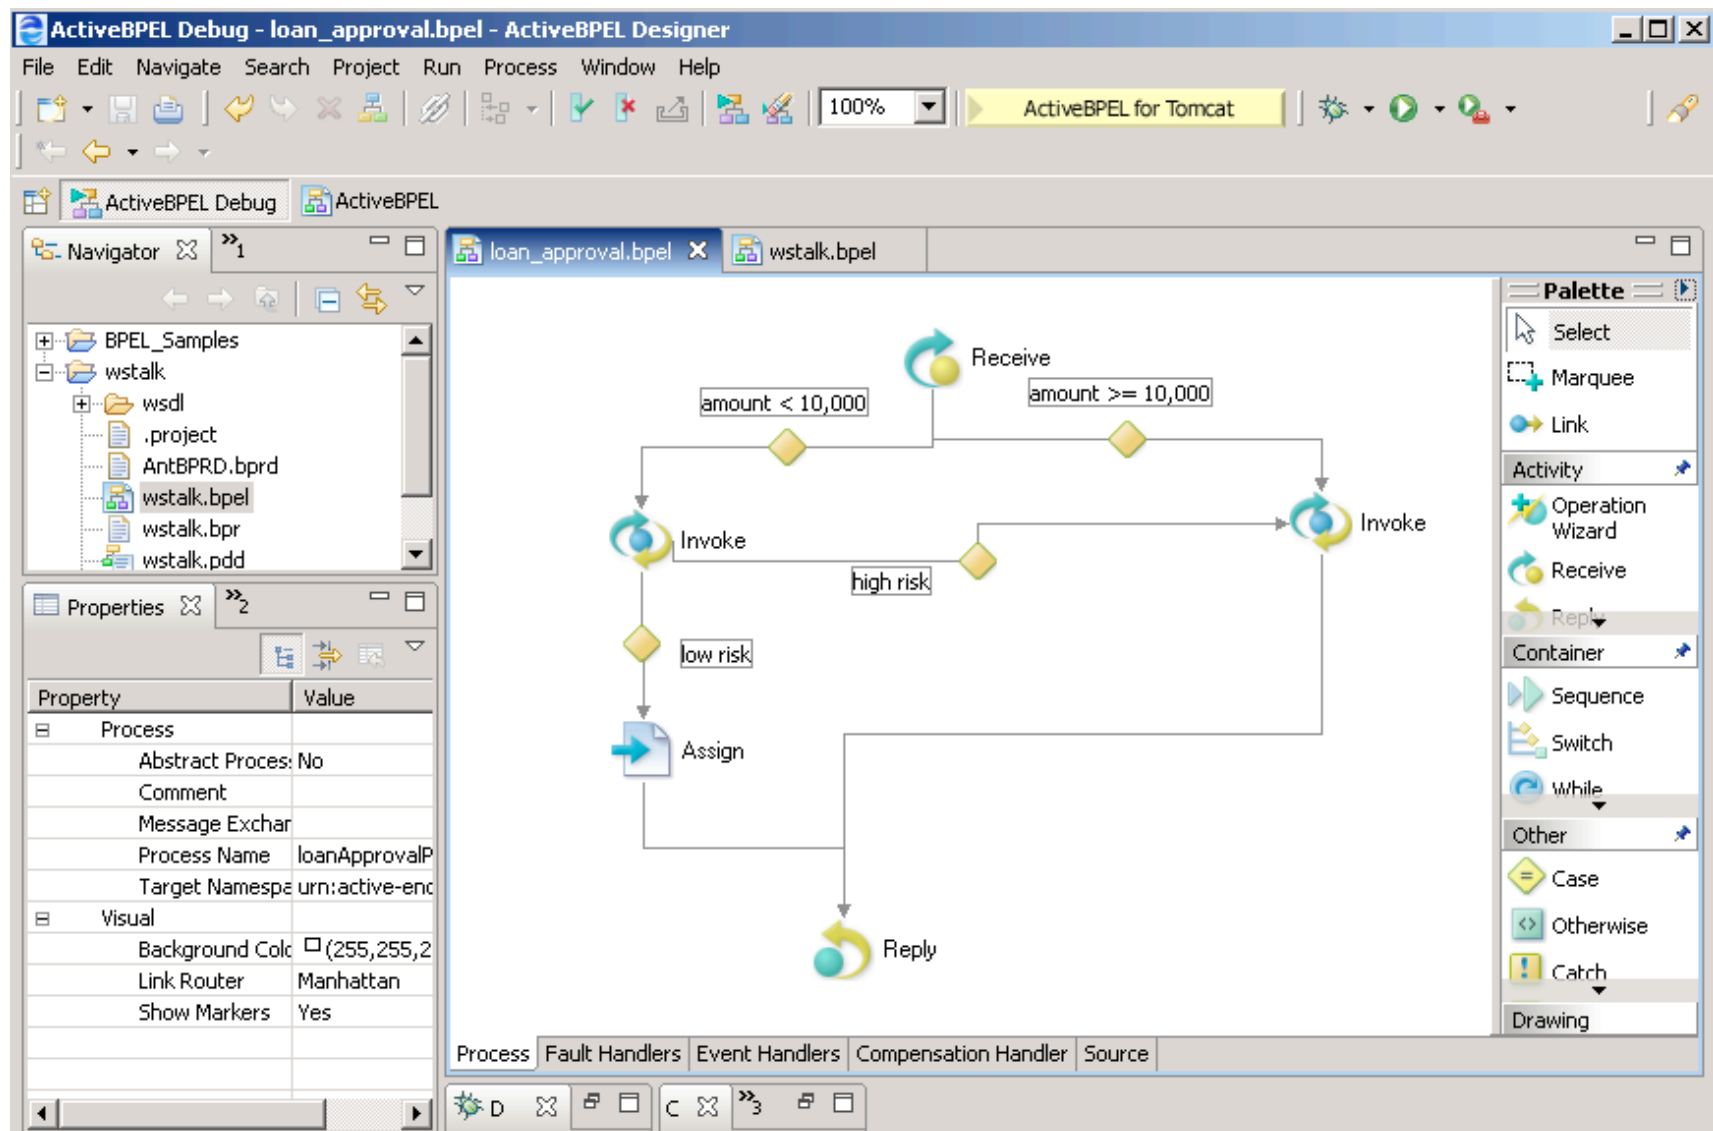 ActiveBPEL Debug - loan_approval.bpel - ActiveBPEL Designer
File Edit Navigate Search Project Run Process Window Help
100% ActiveBPEL for Tomcat
ActiveBPEL Debug ActiveBPEL
Navigator »1
BPEL_Samples
wstalk
wsdl
.project
AntBPRD.bprd
wstalk.bpel
wstalk.bpr
wstalk.pdd
Properties »2
Property Value
Process
Abstract Proces: No
Comment
Message Exchar
Process Name loanApprovalP
Target Namespa urn:active-end
Visual
Background Colo (255,255,2
Link Router Manhattan
Show Markers Yes
loan_approval.bpel wstalk.bpel
Receive
amount < 10,000
amount >= 10,000
Invoke
Invoke
high risk
low risk
Assign
Reply
Process Fault Handlers Event Handlers Compensation Handler Source
D C »3
Palette
Select
Marquee
Link
Activity
Operation
Wizard
Receive
Reply
Container
Sequence
Switch
While
Other
Case
Otherwise
Catch
Drawing